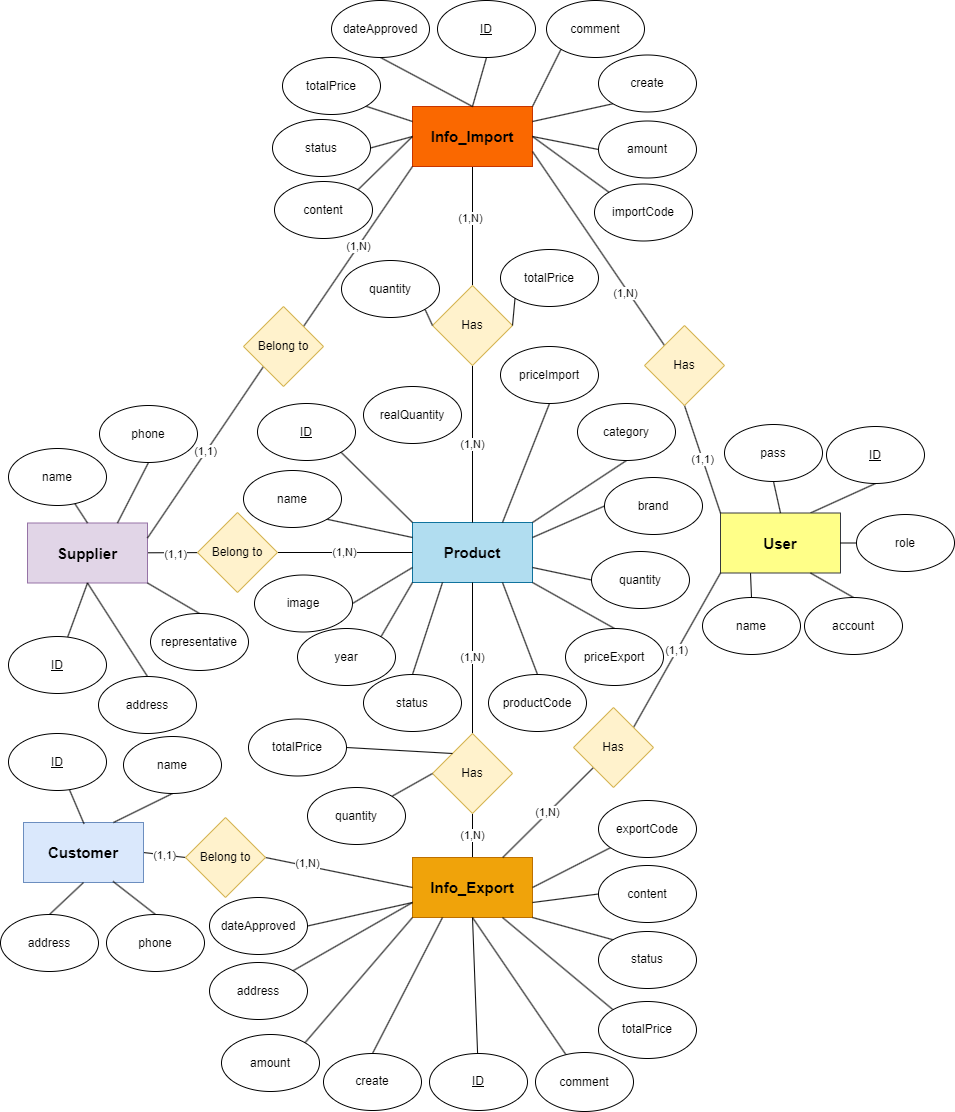 dateApproved
ID
comment
totalPrice
create
status
Info_Import
amount
content
importCode
(1,N)
(1,N)
quantity
totalPrice
(1,N)
Has
Belong to
Has
priceImport
realQuantity
phone
ID
category
(1,N)
(1,1)
(1,1)
name
pass
ID
name
brand
Supplier
(1,1)
Belong to
(1,N)
Product
User
role
quantity
image
representative
name
account
ID
year
priceExport
(1,N)
(1,1)
address
status
productCode
totalPrice
Has
ID
name
Has
quantity
(1,N)
exportCode
(1,N)
Customer
(1,1)
Belong to
(1,N)
Info_Export
content
dateApproved
address
phone
status
address
totalPrice
amount
create
ID
comment